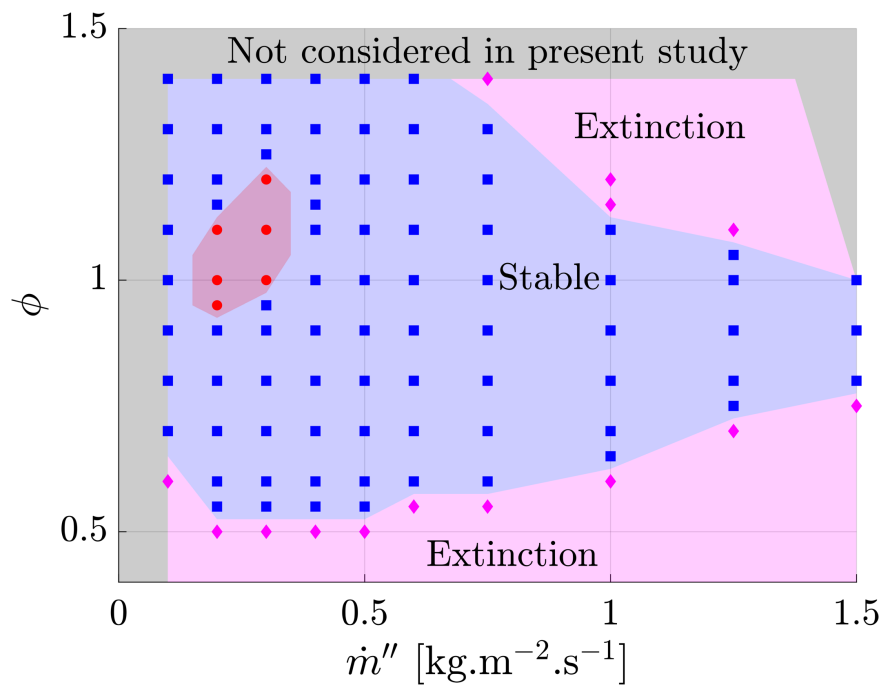 1.5
Not considered in present study
Extinction
1
Stable
ϕ
0.5
Extinction
0
0.5
1
1.5
ṁ″ [kg.m⁻².s⁻¹]